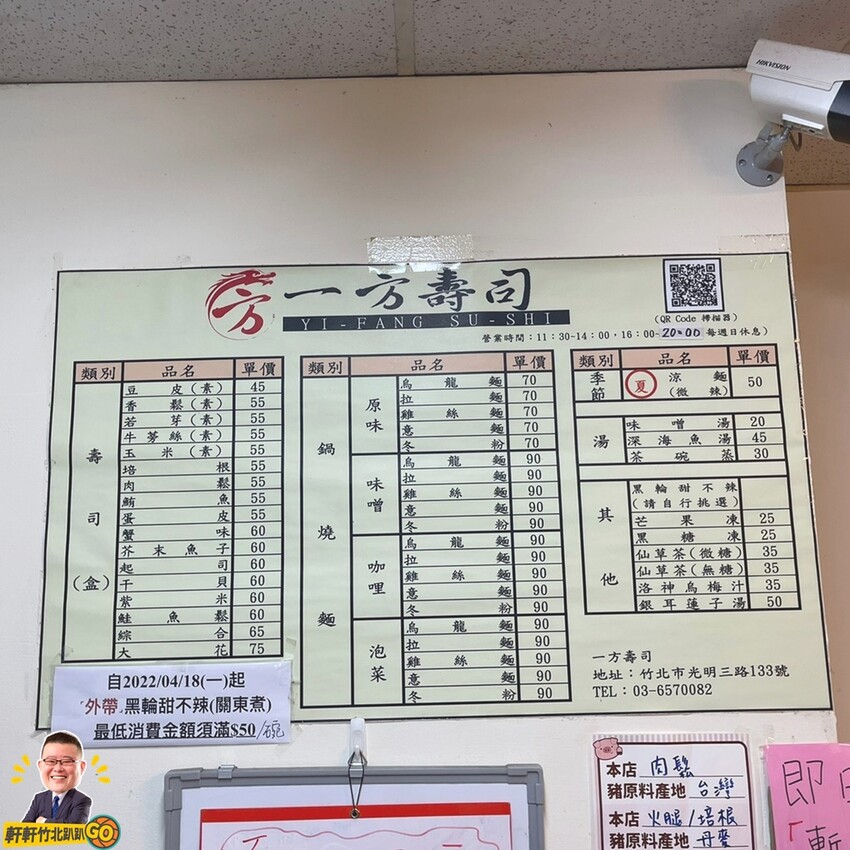 HIKVISION
一方壽司
YI-FANG SU-SHI
(QR Code 掃描器)
營業時間：11:30-14:00，16:00-20:00(每週日休息)
類別 品名 單價
壽司(盒)
豆皮(素) 45
香鬆(素) 55
若芽(素) 55
牛蒡絲(素) 55
玉米(素) 55
培根 55
肉鬆 55
鮪魚 55
蛋皮 55
蟹味 60
芥末魚子 60
起司 60
干貝 60
紫米 60
鮭魚鬆 60
綜合 65
大花 75
類別 品名 單價
鍋燒麵
原味
烏龍麵 70
拉麵 70
雞絲麵 70
意麵 70
冬粉 70
味噌
烏龍麵 90
拉麵 90
雞絲麵 90
意麵 90
冬粉 90
咖哩
烏龍麵 90
拉麵 90
雞絲麵 90
意麵 90
冬粉 90
泡菜
烏龍麵 90
拉麵 90
雞絲麵 90
意麵 90
冬粉 90
類別 品名 單價
季節 夏 涼麵(微辣) 50
湯
味噌湯 20
深海魚湯 45
茶碗蒸 30
其他
黑輪甜不辣
(請自行挑選)
芒果凍 25
黑糖凍 25
仙草茶(微糖) 35
仙草茶(無糖) 35
洛神烏梅汁 35
銀耳蓮子湯 50
一方壽司
地址：竹北市光明三路133號
TEL：03-6570082
自2022/04/18(一)起
「外帶」黑輪甜不辣(關東煮)
最低消費金額須滿$50/碗
本店 肉鬆
豬原料產地 台灣
本店 火腿/培根
豬原料產地 丹麥
軒軒竹北趴趴GO